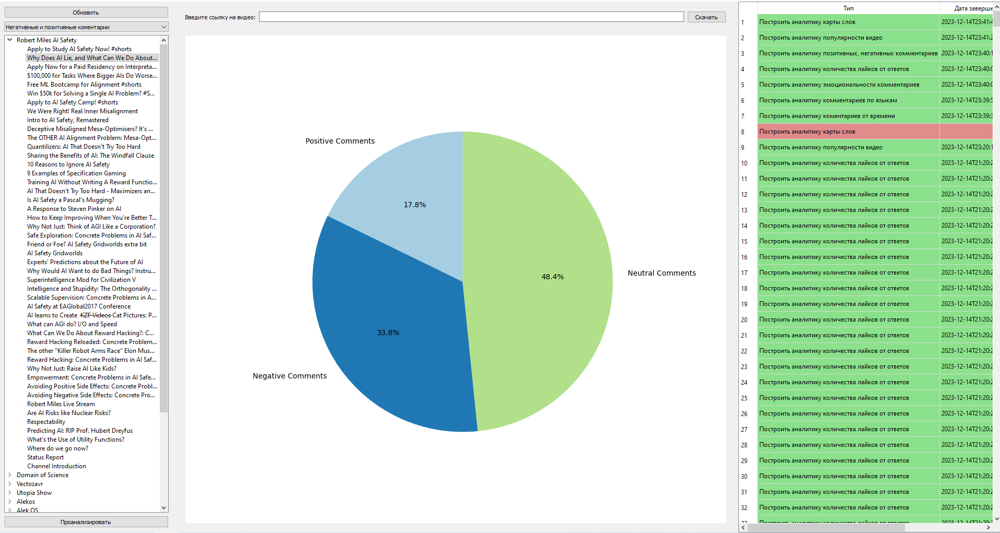 Обновить
Негативные и позитивные коментарии
Robert Miles AI Safety
Apply to Study AI Safety Now! #shorts
Why Does AI Lie, and What Can We Do About...
Apply Now for a Paid Residency on Interpreta...
$100,000 for Tasks Where Bigger AIs Do Worse...
Free ML Bootcamp for Alignment #shorts
Win $50k for Solving a Single AI Problem? #S...
Apply to AI Safety Camp! #shorts
We Were Right! Real Inner Misalignment
Intro to AI Safety, Remastered
Deceptive Misaligned Mesa-Optimisers? It's ...
The OTHER AI Alignment Problem: Mesa-Opt...
Quantilizers: AI That Doesn't Try Too Hard
Sharing the Benefits of AI: The Windfall Clause
10 Reasons to Ignore AI Safety
9 Examples of Specification Gaming
Training AI Without Writing A Reward Functio...
AI That Doesn't Try Too Hard - Maximizers an...
Is AI Safety a Pascal's Mugging?
A Response to Steven Pinker on AI
How to Keep Improving When You're Better T...
Why Not Just: Think of AGI Like a Corporation?
Safe Exploration: Concrete Problems in AI Saf...
Friend or Foe? AI Safety Gridworlds extra bit
AI Safety Gridworlds
Experts' Predictions about the Future of AI
Why Would AI Want to do Bad Things? Instru...
Superintelligence Mod for Civilization V
Intelligence and Stupidity: The Orthogonality ...
Scalable Supervision: Concrete Problems in A...
AI Safety at EAGlobal2017 Conference
AI learns to Create KZF Videos Cat Pictures: P...
What can AGI do? I/O and Speed
What Can We Do About Reward Hacking?: C...
Reward Hacking Reloaded: Concrete Problem...
The other "Killer Robot Arms Race" Elon Mus...
Reward Hacking: Concrete Problems in AI Saf...
Why Not Just: Raise AI Like Kids?
Empowerment: Concrete Problems in AI Safe...
Avoiding Positive Side Effects: Concrete Probl...
Avoiding Negative Side Effects: Concrete Pro...
Robert Miles Live Stream
Are AI Risks like Nuclear Risks?
Respectability
Predicting AI: RIP Prof. Hubert Dreyfus
What's the Use of Utility Functions?
Where do we go now?
Status Report
Channel Introduction
Domain of Science
Vectozavr
Utopia Show
Alekos
Alek OS
Проанализировать
Введите ссылку на видео:
Скачать
Positive Comments
17.8%
48.4%
Neutral Comments
33.8%
Negative Comments
Тип Дата заверше
1 Построить аналитику карты слов 2023-12-14T23:41:4
2 Построить аналитику популярности видео 2023-12-14T23:41:2
3 Построить аналитику позитивных, негативных комментариев 2023-12-14T23:40:1
4 Построить аналитику количества лайков от ответов 2023-12-14T23:40:0
5 Построить аналитику эмоциональности комментариев 2023-12-14T23:40:0
6 Построить аналитику комментариев по языкам 2023-12-14T23:39:5
7 Построить аналитику коментариев от времени 2023-12-14T23:39:3
8 Построить аналитику карты слов
9 Построить аналитику популярности видео 2023-12-14T23:20:1
10 Построить аналитику количества лайков от ответов 2023-12-14T21:20:2
11 Построить аналитику количества лайков от ответов 2023-12-14T21:20:2
12 Построить аналитику количества лайков от ответов 2023-12-14T21:20:2
13 Построить аналитику количества лайков от ответов 2023-12-14T21:20:2
14 Построить аналитику количества лайков от ответов 2023-12-14T21:20:2
15 Построить аналитику количества лайков от ответов 2023-12-14T21:20:2
16 Построить аналитику количества лайков от ответов 2023-12-14T21:20:2
17 Построить аналитику количества лайков от ответов 2023-12-14T21:20:2
18 Построить аналитику количества лайков от ответов 2023-12-14T21:20:2
19 Построить аналитику количества лайков от ответов 2023-12-14T21:20:2
20 Построить аналитику количества лайков от ответов 2023-12-14T21:20:2
21 Построить аналитику количества лайков от ответов 2023-12-14T21:20:2
22 Построить аналитику количества лайков от ответов 2023-12-14T21:20:2
23 Построить аналитику количества лайков от ответов 2023-12-14T21:20:2
24 Построить аналитику количества лайков от ответов 2023-12-14T21:20:2
25 Построить аналитику количества лайков от ответов 2023-12-14T21:20:2
26 Построить аналитику количества лайков от ответов 2023-12-14T21:20:2
27 Построить аналитику количества лайков от ответов 2023-12-14T21:20:2
28 Построить аналитику количества лайков от ответов 2023-12-14T21:20:2
29 Построить аналитику количества лайков от ответов 2023-12-14T21:20:2
30 Построить аналитику количества лайков от ответов 2023-12-14T21:20:2
31 Построить аналитику количества лайков от ответов 2023-12-14T21:20:2
32 Построить аналитику количества лайков от ответов 2023-12-14T21:20:2